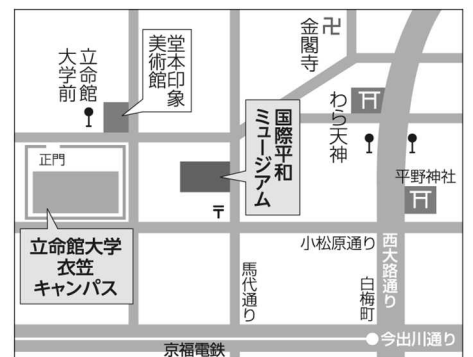 堂本印象
美術館
立命館
大学前
金閣寺
わら天神
国際平和
ミュージアム
正門
平野神社
立命館大学
衣笠
キャンパス
小松原通り
西大路通り
馬代通り
白梅町
今出川通り
京福電鉄